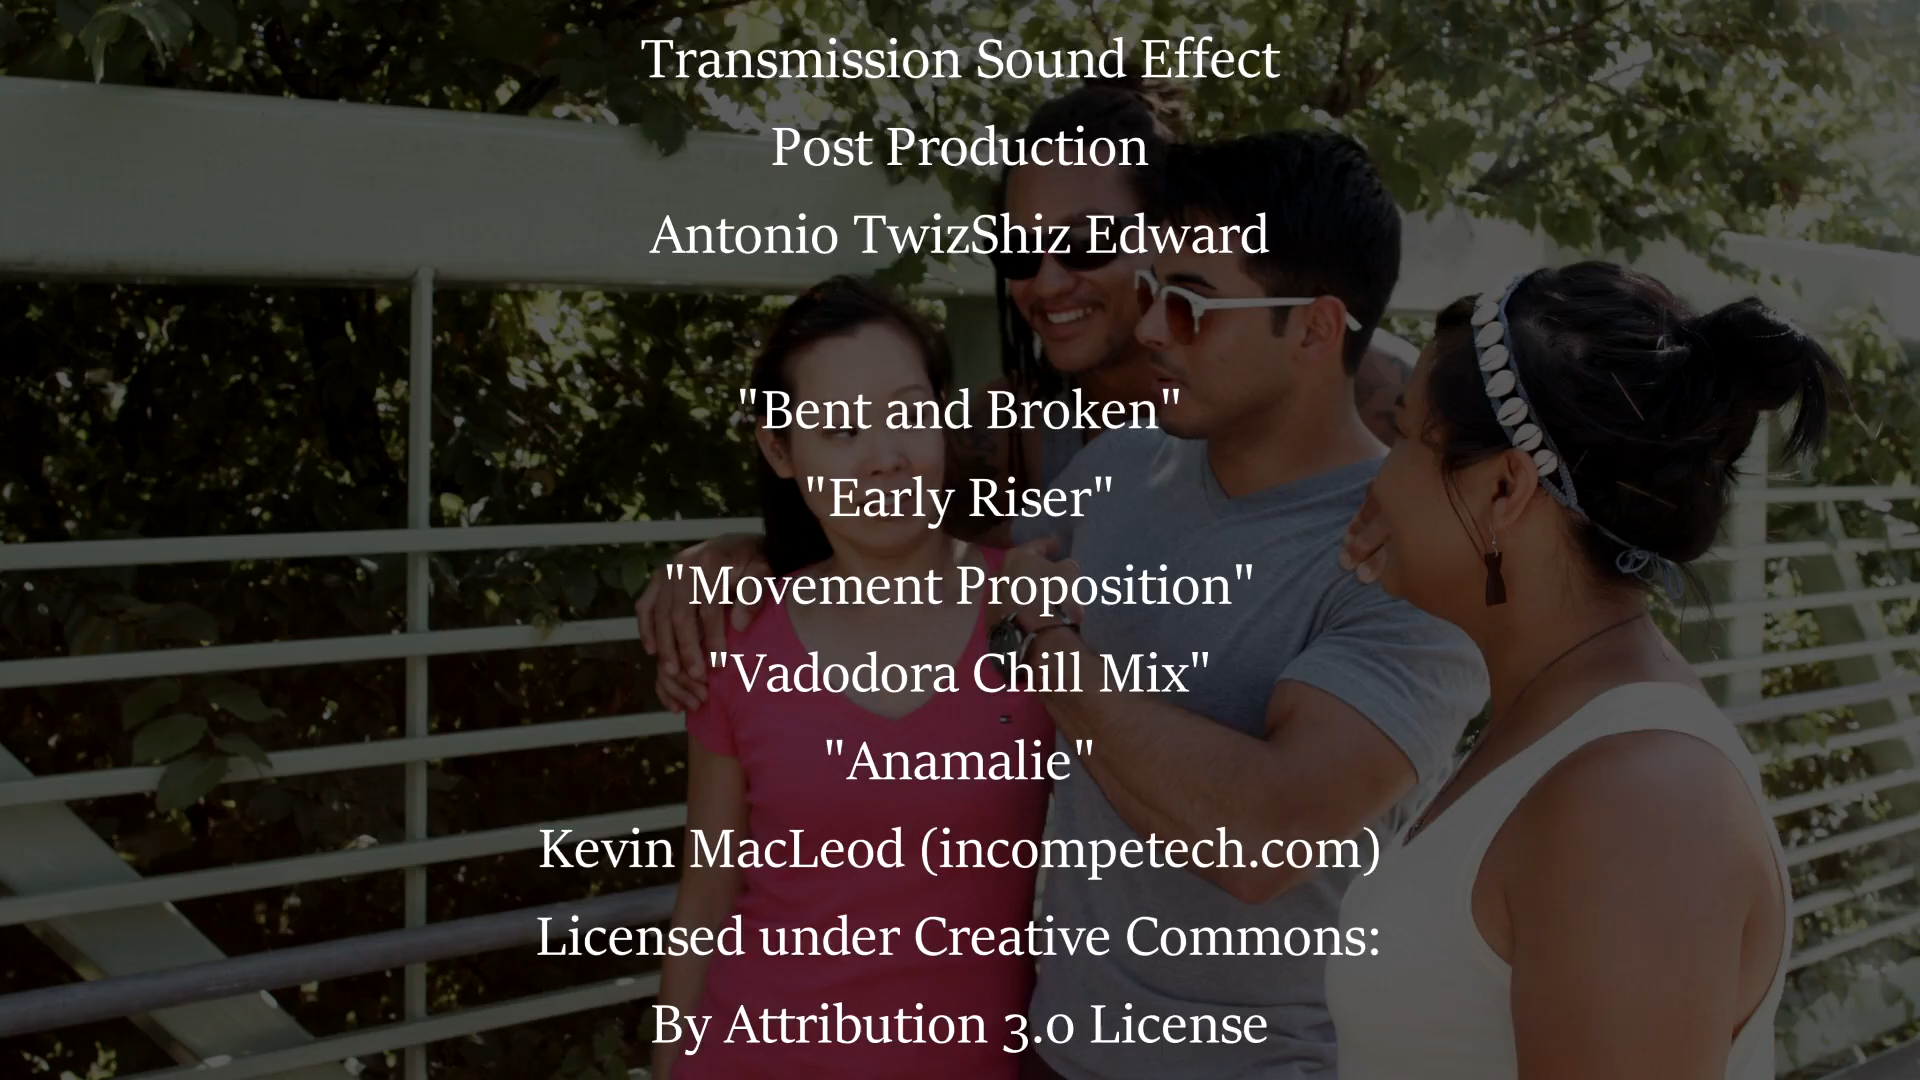 Transmission Sound Effect
Post Production
Antonio TwizShiz Edward
"Bent and Broken"
"Early Riser"
"Movement Proposition"
"Vadodora Chill Mix"
"Anamalie"
Kevin MacLeod (incompetech.com)
Licensed under Creative Commons:
By Attribution 3.0 License